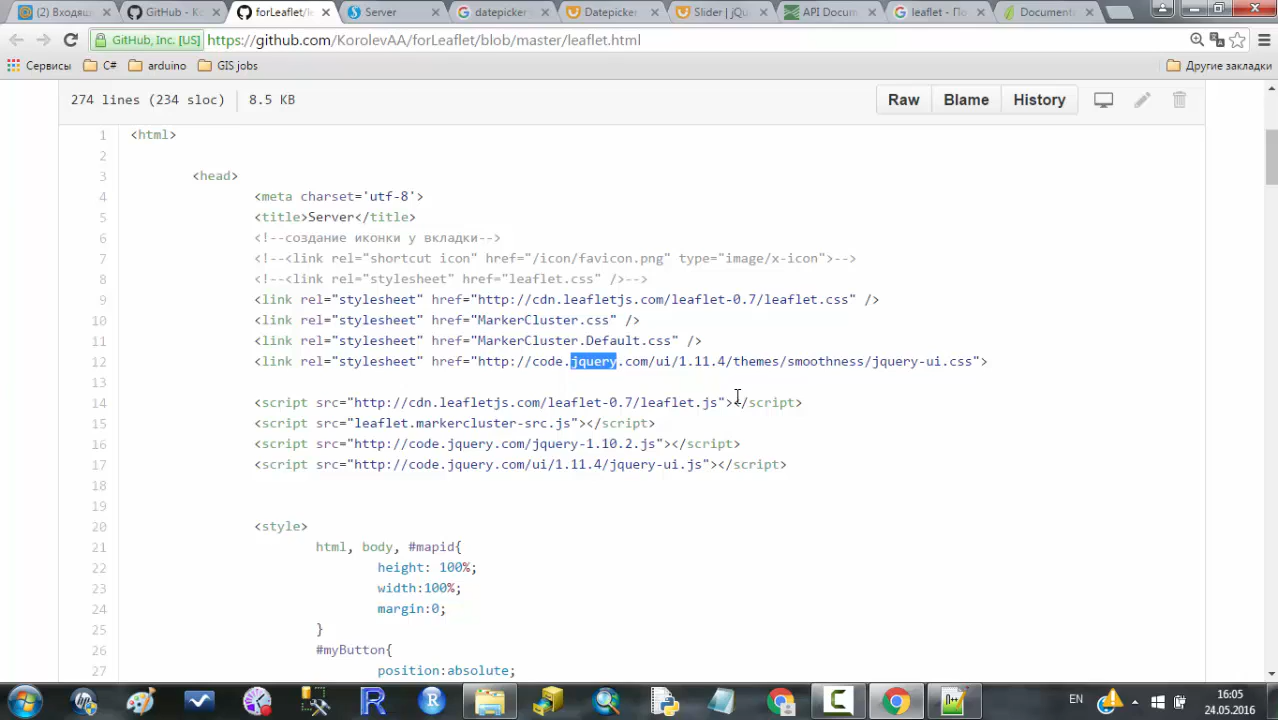 (2) Входящ
GitHub - Ко
forLeaflet/le
Server
datepicker
Datepicke
Slider | jQu
API Docum
leaflet - По
Documenta
GitHub, Inc. [US] https://github.com/KorolevAA/forLeaflet/blob/master/leaflet.html
Сервисы C# arduino GIS jobs Другие закладки
274 lines (234 sloc) 8.5 KB Raw Blame History
1 <html>
2
3 <head>
4 <meta charset='utf-8'>
5 <title>Server</title>
6 <!--создание иконки у вкладки-->
7 <!--<link rel="shortcut icon" href="/icon/favicon.png" type="image/x-icon">-->
8 <!--<link rel="stylesheet" href="leaflet.css" />-->
9 <link rel="stylesheet" href="http://cdn.leafletjs.com/leaflet-0.7/leaflet.css" />
10 <link rel="stylesheet" href="MarkerCluster.css" />
11 <link rel="stylesheet" href="MarkerCluster.Default.css" />
12 <link rel="stylesheet" href="http://code.jquery.com/ui/1.11.4/themes/smoothness/jquery-ui.css">
13
14 <script src="http://cdn.leafletjs.com/leaflet-0.7/leaflet.js"></script>
15 <script src="leaflet.markercluster-src.js"></script>
16 <script src="http://code.jquery.com/jquery-1.10.2.js"></script>
17 <script src="http://code.jquery.com/ui/1.11.4/jquery-ui.js"></script>
18
19
20 <style>
21 html, body, #mapid{
22 height: 100%;
23 width:100%;
24 margin:0;
25 }
26 #myButton{
27 position:absolute;
EN 16:05
24.05.2016